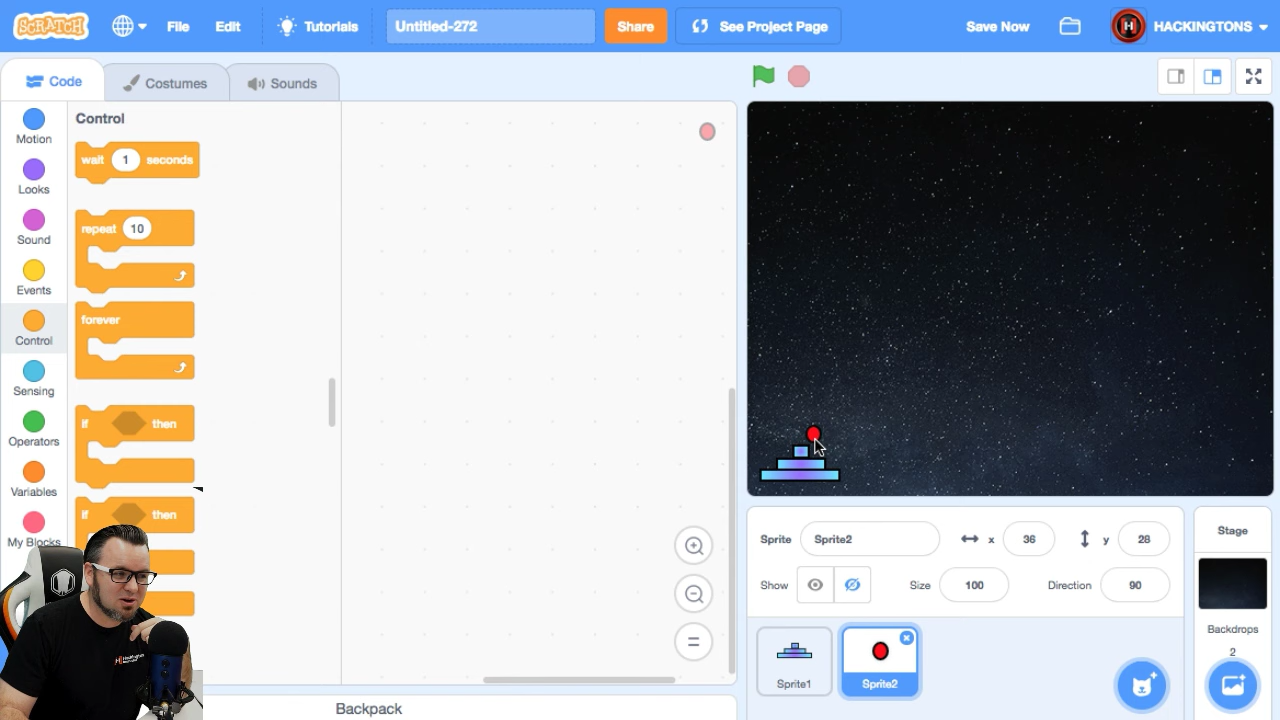 SCRATCH
File
Edit
Tutorials
Untitled-272
Share
See Project Page
Save Now
HACKINGTONS
Code
Costumes
Sounds
Motion
Looks
Sound
Events
Control
Sensing
Operators
Variables
My Blocks
Control
wait 1 seconds
repeat 10
forever
if then
if then
Sprite
Sprite2
x
36
y
28
Show
Size
100
Direction
90
Sprite1
Sprite2
Stage
Backdrops
2
Backpack